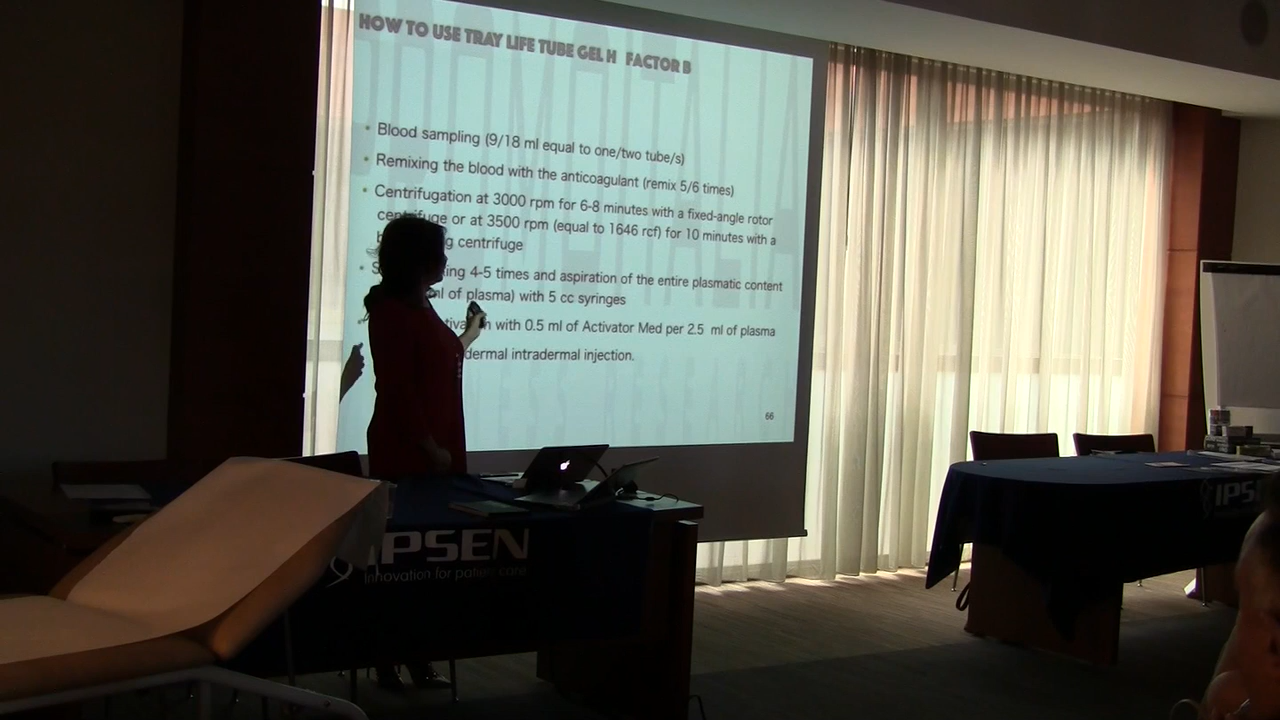 HOW TO USE TRAY LIFE TUBE GEL H FACTOR B
• Blood sampling (9/18 ml equal to one/two tube/s)
• Remixing the blood with the anticoagulant (remix 5/6 times)
• Centrifugation at 3000 rpm for 6-8 minutes with a fixed-angle rotor
centrifuge or at 3500 rpm (equal to 1646 rcf) for 10 minutes with a
centrifuge
• 4-5 times and aspiration of the entire plasmatic content
ml of plasma) with 5 cc syringes
with 0.5 ml of Activator Med per 2.5 ml of plasma
intradermal injection.
66
IPSEN
Innovation for patient care
IPS